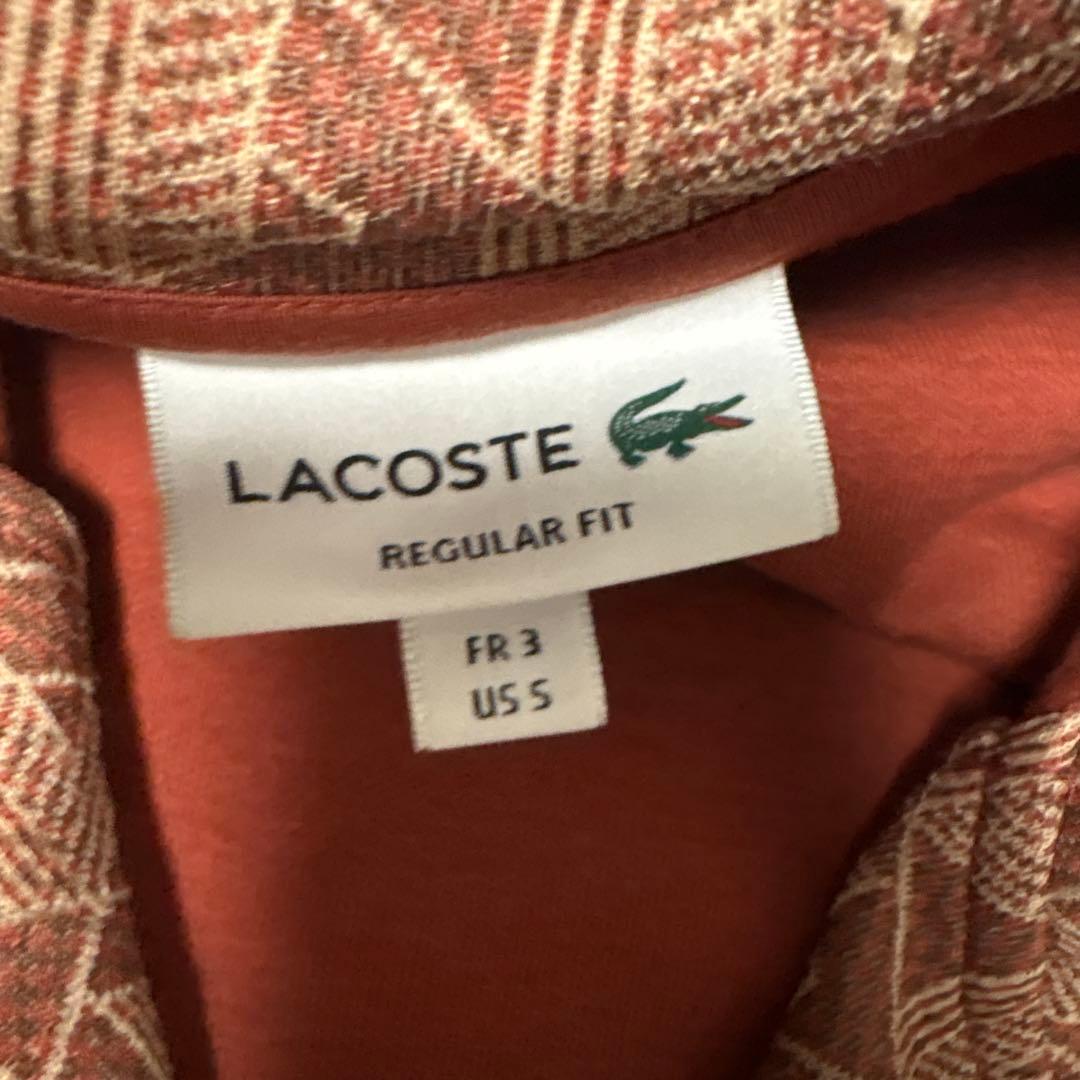 LACOSTE
REGULAR FIT
FR 3
US S